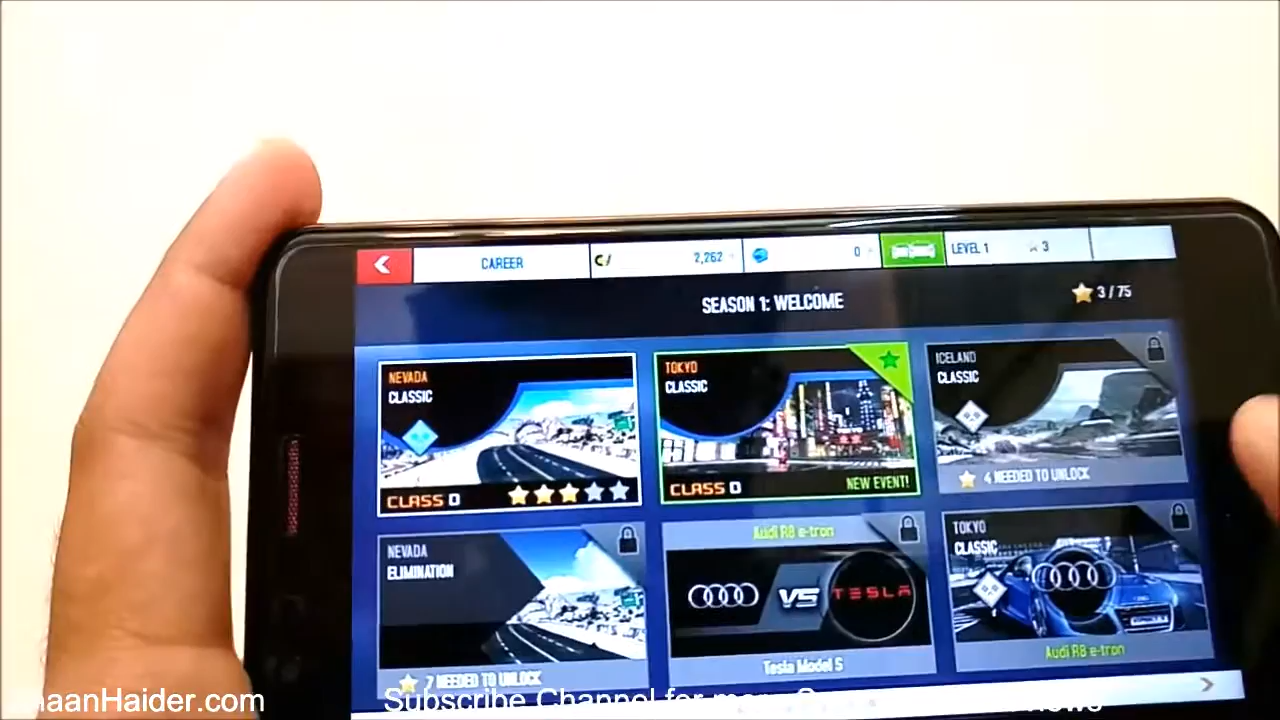 CAREER
2,262
0
LEVEL 1
3
SEASON 1: WELCOME
3 / 75
NEVADA
CLASSIC
CLASS D
TOKYO
CLASSIC
CLASS D
NEW EVENT!
ICELAND
CLASSIC
4 NEEDED TO UNLOCK
NEVADA
ELIMINATION
7 NEEDED TO UNLOCK
Audi R8 e-tron
VS
TESLA
Tesla Model S
TOKYO
CLASSIC
Audi R8 e-tron
maanHaider.com
Subscribe Channel for more